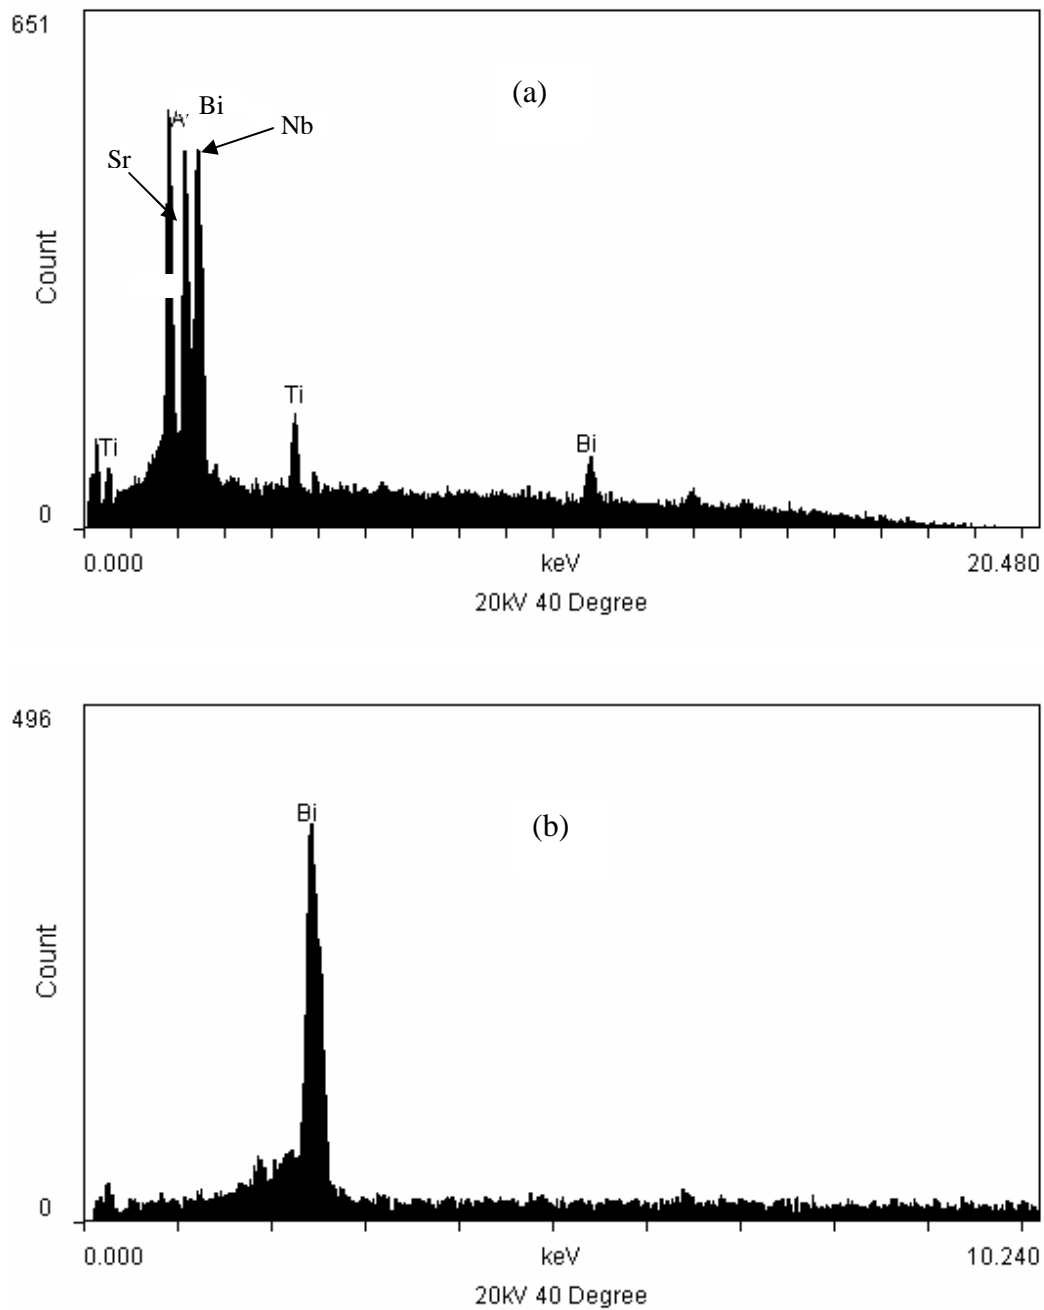 651
(a)
Bi
Nb
Sr
Count
Ti
Ti
Bi
0
0.000 keV 20.480
20kV 40 Degree
496
Bi
(b)
Count
0
0.000 keV 10.240
20kV 40 Degree